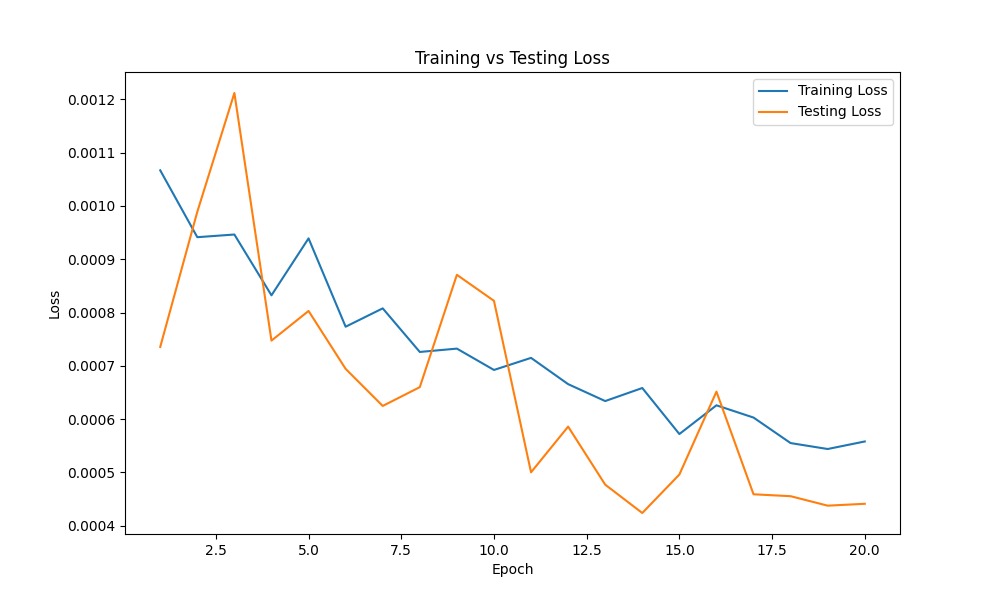 Training vs Testing Loss
Training Loss
Testing Loss
0.0012
0.0011
0.0010
0.0009
0.0008
0.0007
0.0006
0.0005
0.0004
Loss
2.5 5.0 7.5 10.0 12.5 15.0 17.5 20.0
Epoch